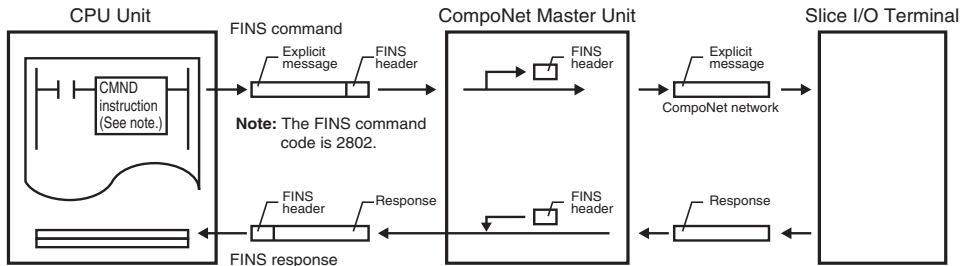 CPU Unit
FINS command
CompoNet Master Unit
Slice I/O Terminal
Explicit
message
FINS
header
FINS
header
Explicit
message
CMND
instruction
(See note.)
CompoNet network
Note: The FINS command
code is 2802.
FINS
header
Response
FINS
header
Response
FINS response